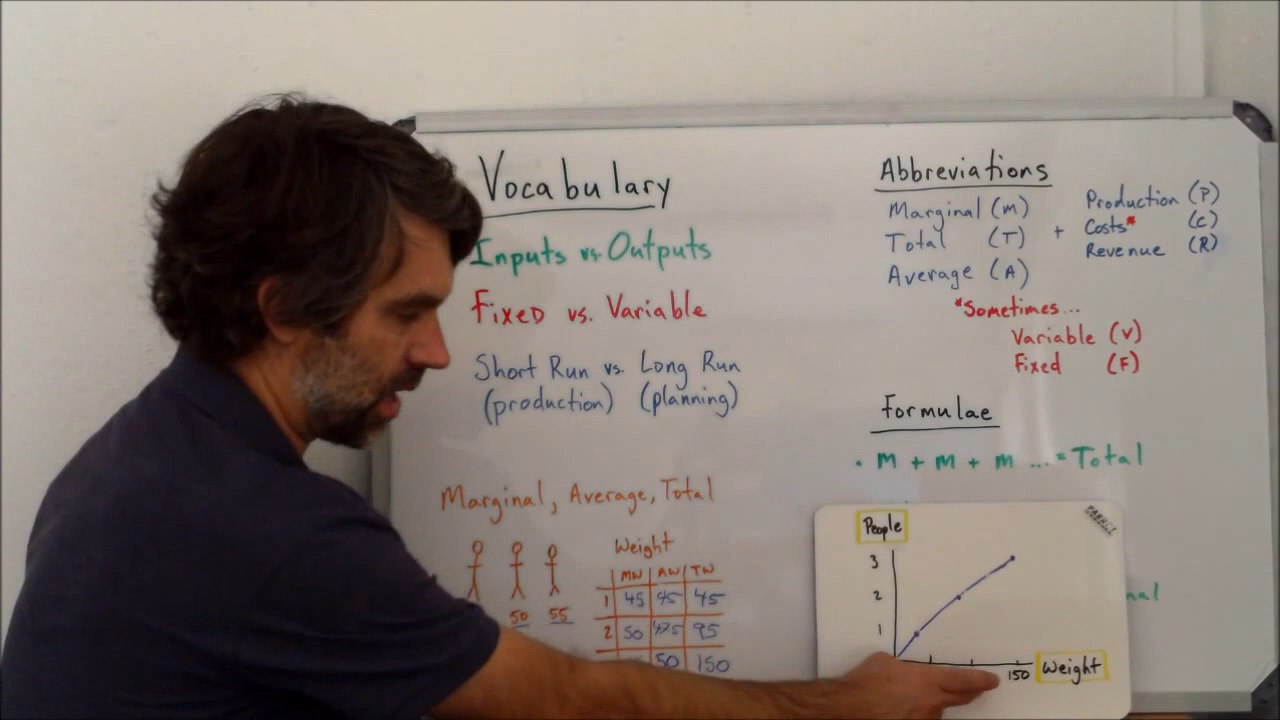 Vocabulary
Inputs vs. Outputs
Fixed vs. Variable
Short Run vs. Long Run
(production) (planning)
Marginal, Average, Total
50 55
Weight
MW AW TW
1 45 45 45
2 50 47.5 95
50 150
Abbreviations
Marginal (M)
Total (T)
Average (A)
+
Production (P)
Costs* (C)
Revenue (R)
*Sometimes...
Variable (V)
Fixed (F)
Formulae
• M + M + M ... = Total
People
3
2
1
150 Weight